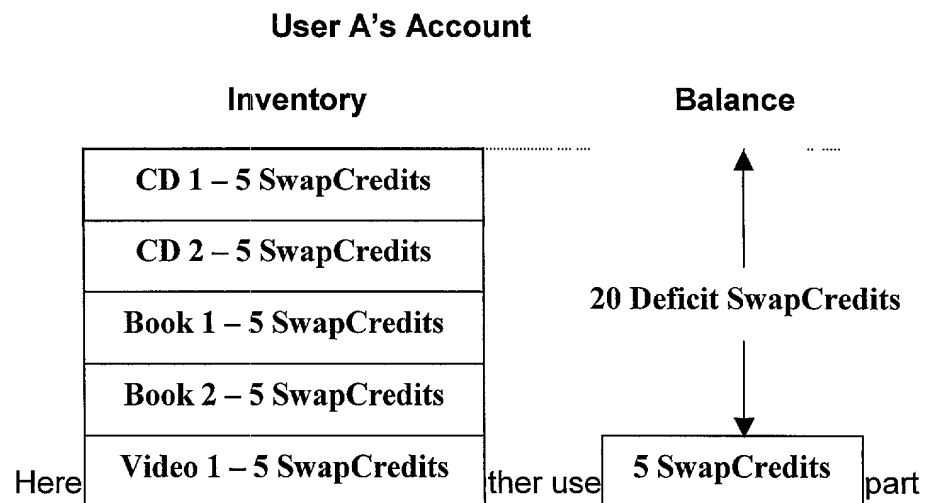 User A's Account
Inventory Balance
CD 1 – 5 SwapCredits
CD 2 – 5 SwapCredits
20 Deficit SwapCredits
Book 1 – 5 SwapCredits
Book 2 – 5 SwapCredits
Here Video 1 – 5 SwapCredits ther use 5 SwapCredits part